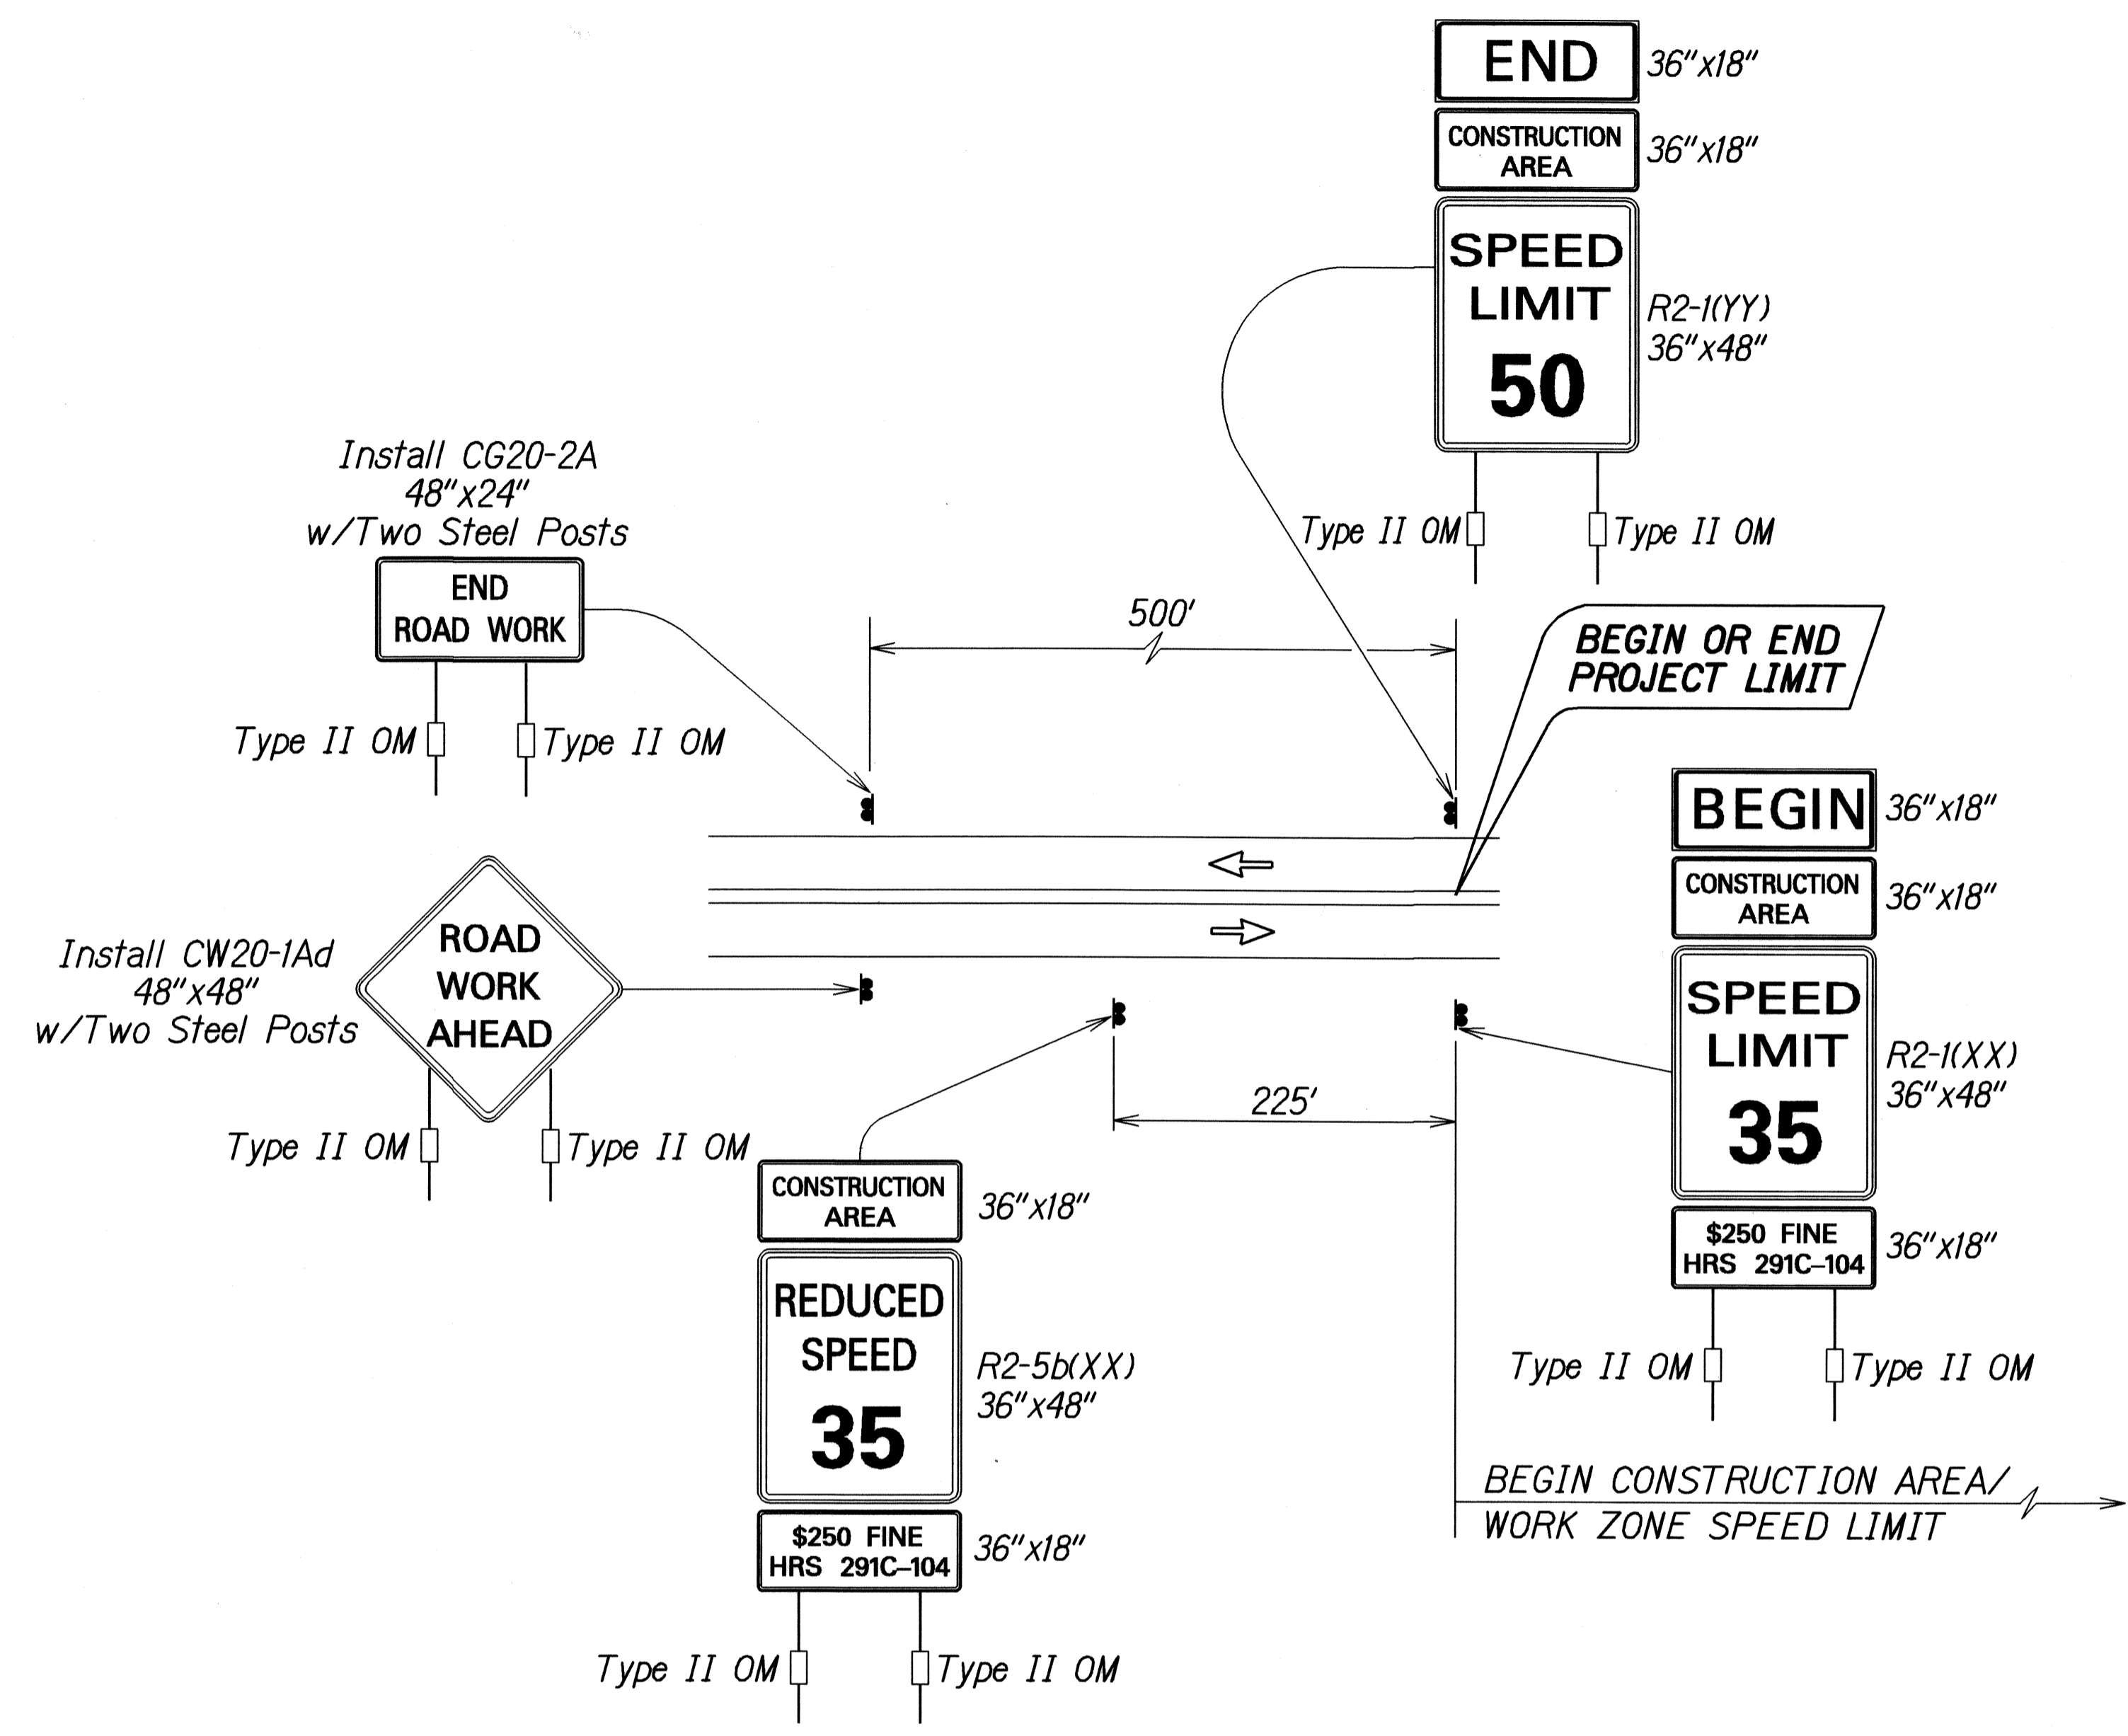 END
36"x18"
CONSTRUCTION
AREA
36"x18"
SPEED
LIMIT
50
R2-1(YY)
36"x48"
Type II OM
Type II OM
Install CG20-2A
48"x24"
w/Two Steel Posts
END
ROAD WORK
Type II OM
Type II OM
500'
BEGIN OR END
PROJECT LIMIT
BEGIN
36"x18"
CONSTRUCTION
AREA
36"x18"
SPEED
LIMIT
35
R2-1(XX)
36"x48"
$250 FINE
HRS 291C–104
36"x18"
Type II OM
Type II OM
Install CW20-1Ad
48"x48"
w/Two Steel Posts
ROAD
WORK
AHEAD
Type II OM
Type II OM
225'
CONSTRUCTION
AREA
36"x18"
REDUCED
SPEED
35
R2-5b(XX)
36"x48"
$250 FINE
HRS 291C–104
36"x18"
Type II OM
Type II OM
BEGIN CONSTRUCTION AREA/
WORK ZONE SPEED LIMIT